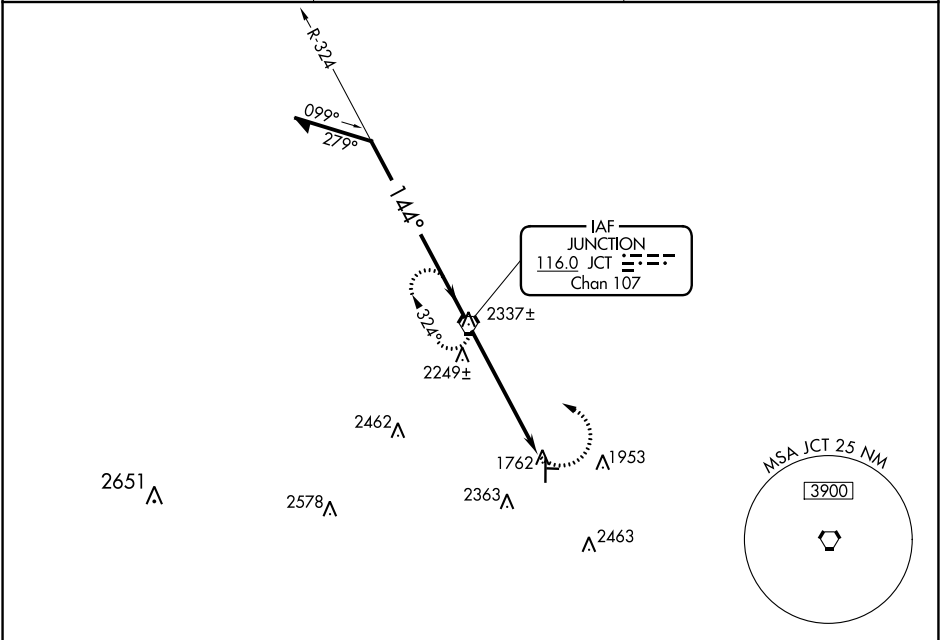 R-324
099°
279°
144°
IAF
JUNCTION
116.0 JCT
Chan 107
324°
2337±
2249±
2462
1762
1953
2651
2578
2363
2463
MSA JCT 25 NM
3900